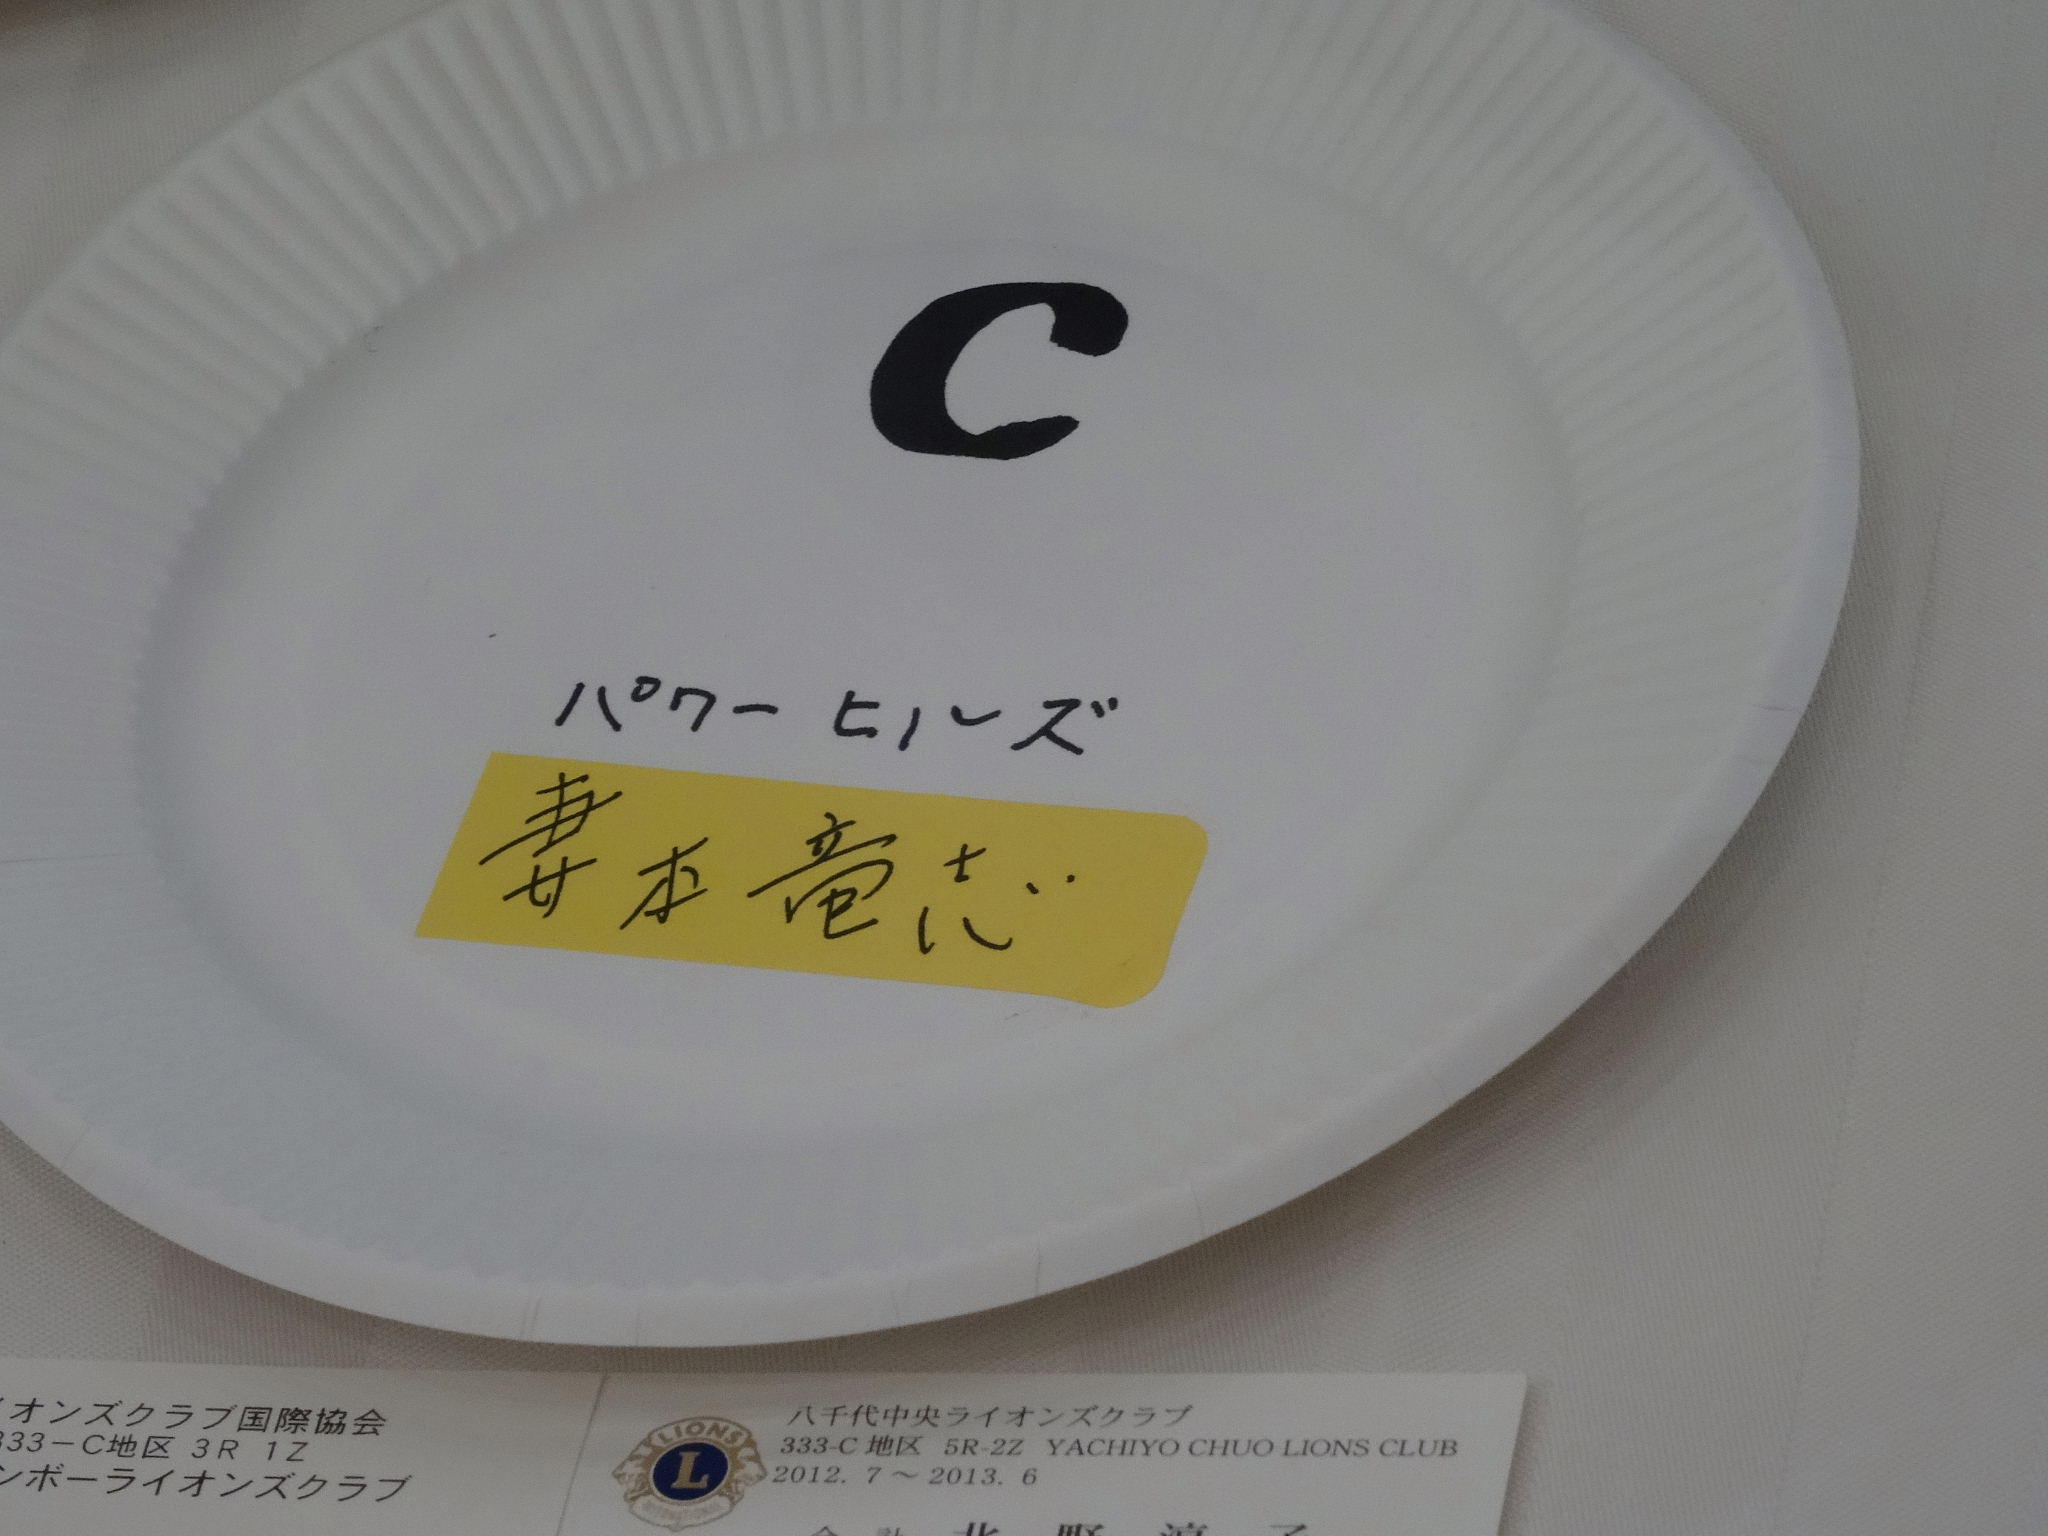 C
パワーヒルズ
妻本竜志
イオンズクラブ国際協会
333-C地区 3R 1Z
ンボーライオンズクラブ
LIONS
L
INTERNATIONAL
八千代中央ライオンズクラブ
333-C 地区 5R-2Z YACHIYO CHUO LIONS CLUB
2012. 7～2013. 6